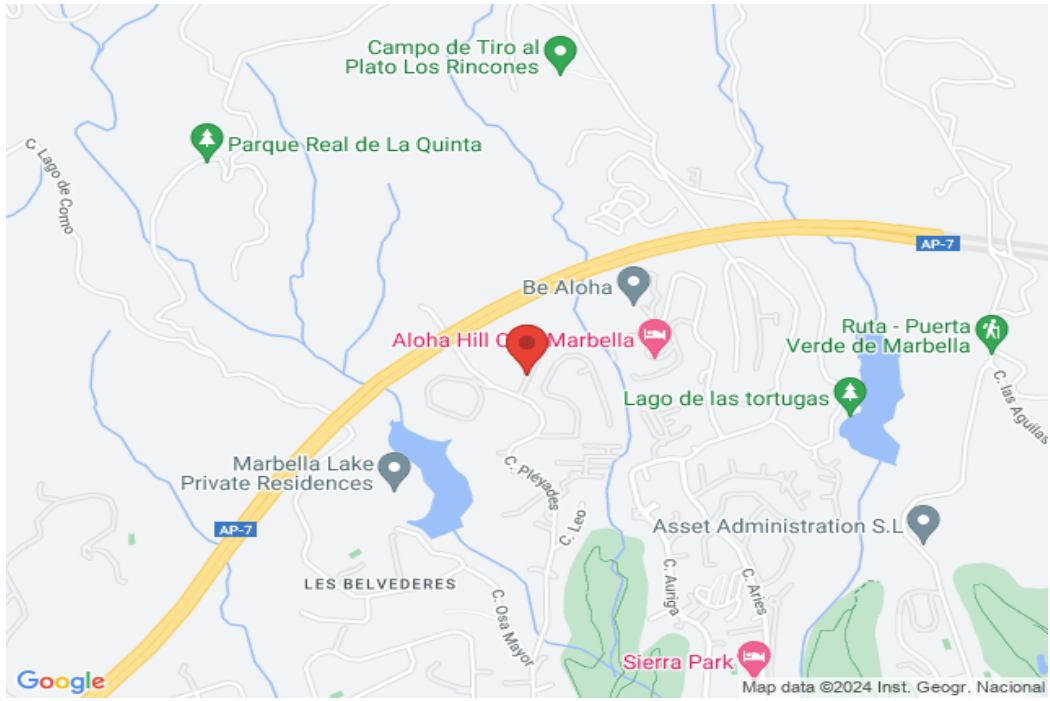 Campo de Tiro al
Plato Los Rincones
Parque Real de La Quinta
C. Lago de Como
AP-7
Be Aloha
Aloha Hill C
Marbella
Ruta - Puerta
Verde de Marbella
Lago de las tortugas
C. las Aguilas
Marbella Lake
Private Residences
C. Pléyades
C. Leo
Asset Administration S.L
AP-7
LES BELVEDERES
C. Osa Mayor
C. Auriga
C. Aries
Sierra Park
Google
Map data ©2024 Inst. Geogr. Nacional